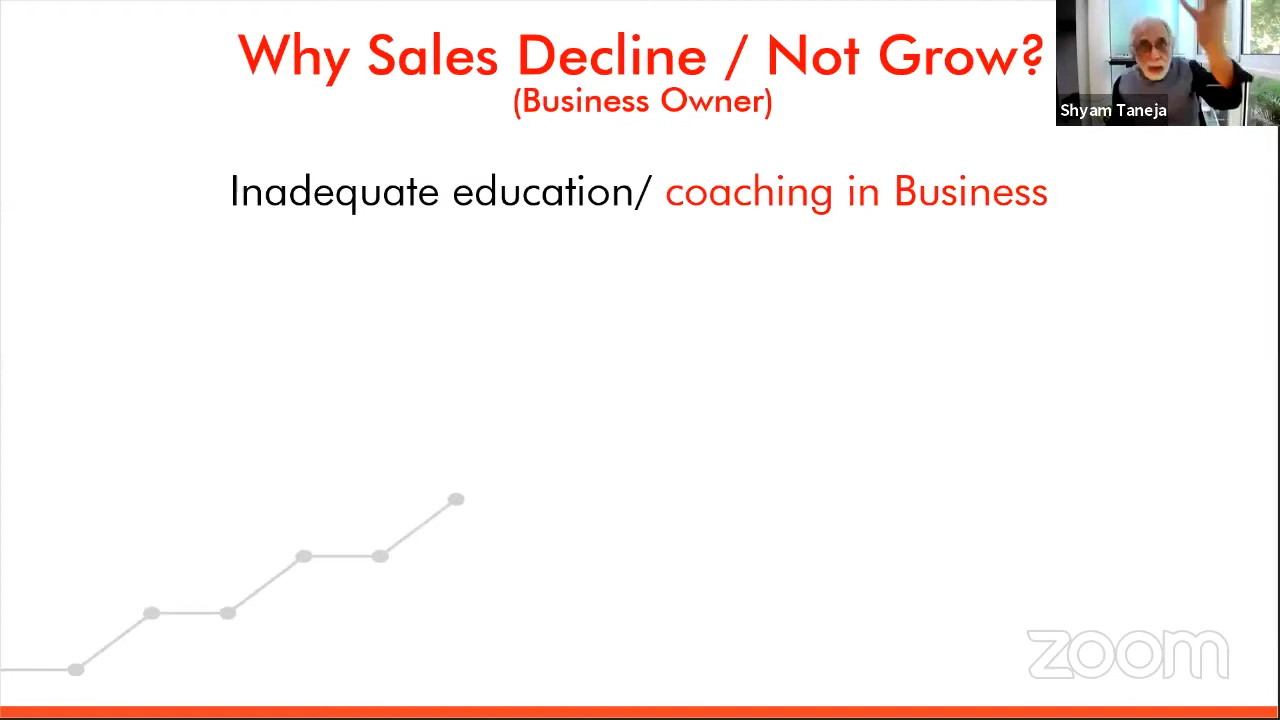 Why Sales Decline / Not Grow?
(Business Owner)
Shyam Taneja
Inadequate education/ coaching in Business
zoom